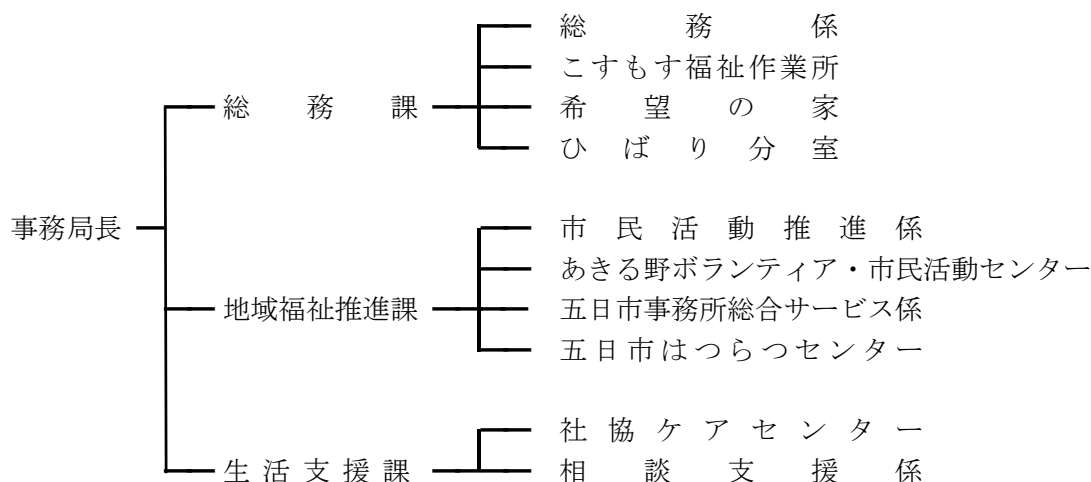 総務係
こすもす福祉作業所
総務課
希望の家
ひばり分室
事務局長
市民活動推進係
あきる野ボランティア・市民活動センター
地域福祉推進課
五日市事務所総合サービス係
五日市はつらつセンター
社協ケアセンター
生活支援課
相談支援係